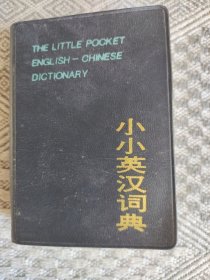 THE LITTLE POCKET
ENGLISH-CHINESE
DICTIONARY
小小英汉词典